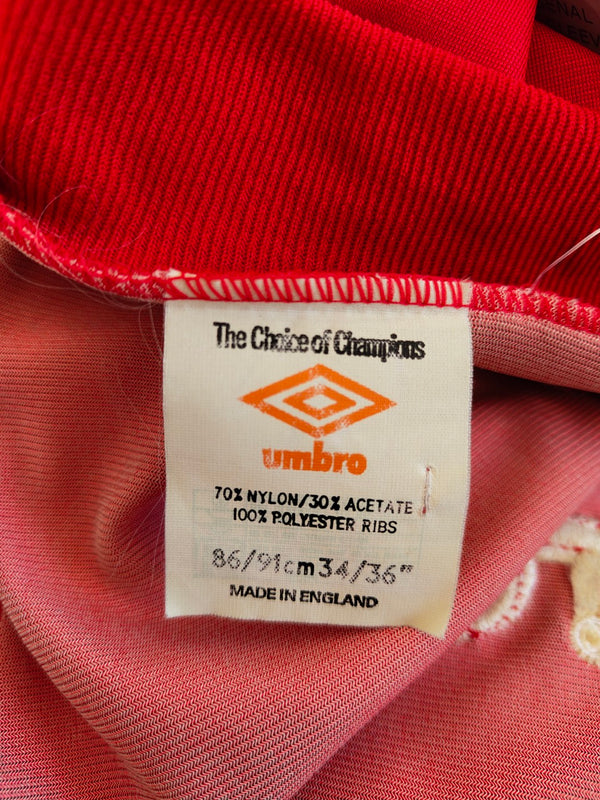 The Choice of Champions
umbro
70% NYLON/30% ACETATE
100% POLYESTER RIBS
86/91cm 34/36"
MADE IN ENGLAND